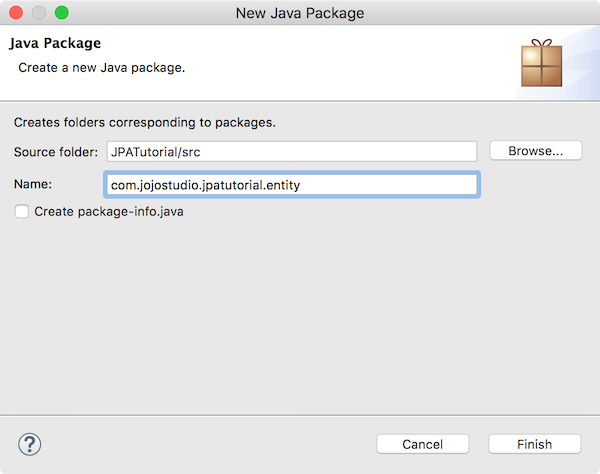 New Java Package
Java Package
Create a new Java package.
Creates folders corresponding to packages.
Source folder: JPATutorial/src Browse...
Name: com.jojostudio.jpatutorial.entity
Create package-info.java
? Cancel Finish